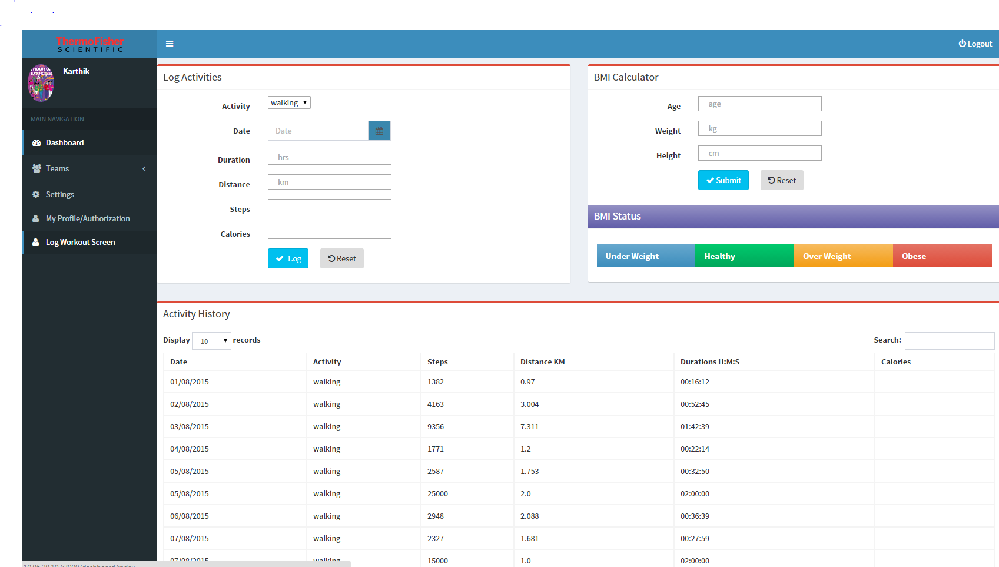 ThermoFisher
SCIENTIFIC
Logout
HOUR OF
EXERCISE
Karthik
MAIN NAVIGATION
Dashboard
Teams
Settings
My Profile/Authorization
Log Workout Screen
Log Activities
Activity walking
Date Date
Duration hrs
Distance km
Steps
Calories
Log Reset
BMI Calculator
Age age
Weight kg
Height cm
Submit Reset
BMI Status
Under Weight Healthy Over Weight Obese
Activity History
Display 10 records Search:
Date Activity Steps Distance KM Durations H:M:S Calories
01/08/2015 walking 1382 0.97 00:16:12
02/08/2015 walking 4163 3.004 00:52:45
03/08/2015 walking 9356 7.311 01:42:39
04/08/2015 walking 1771 1.2 00:22:14
05/08/2015 walking 2587 1.753 00:32:50
05/08/2015 walking 25000 2.0 02:00:00
06/08/2015 walking 2948 2.088 00:36:39
07/08/2015 walking 2327 1.681 00:27:59
07/08/2015 walking 15000 1.0 02:00:00